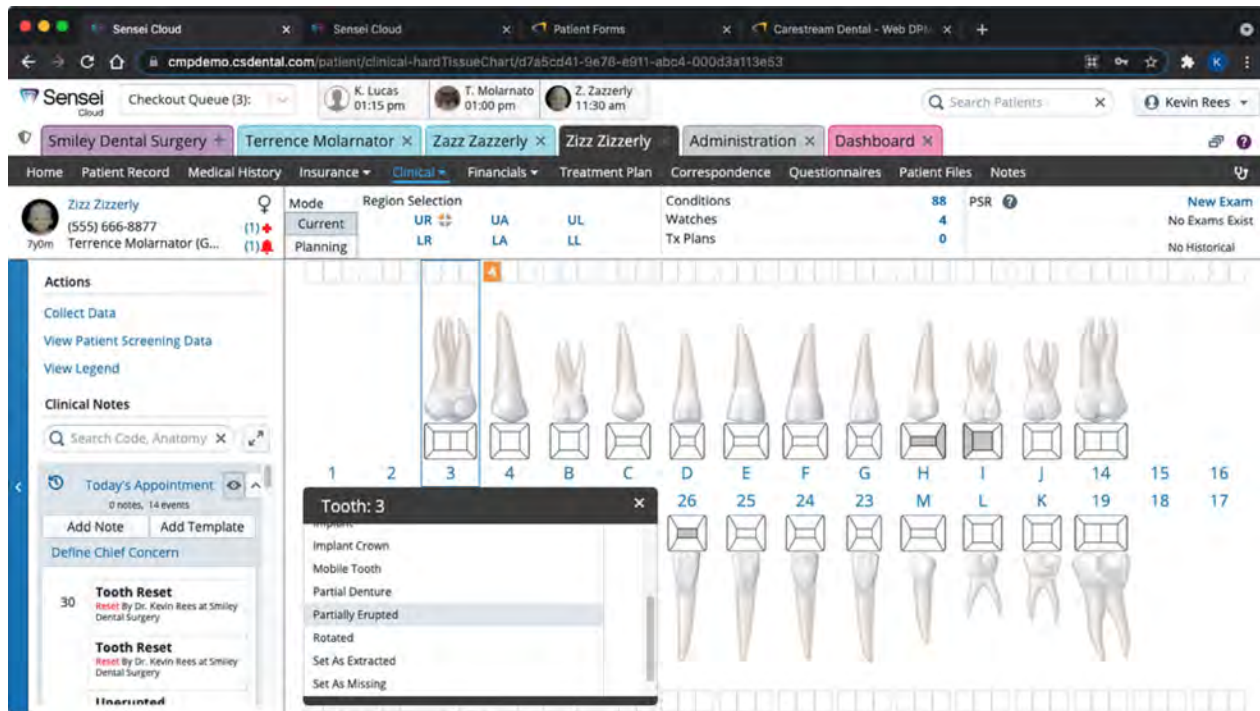 Sensei Cloud
Sensei Cloud
Patient Forms
Carestream Dental - Web DPM
cmpdemo.csdental.com/patient/clinical-hardTissueChart/d7a5cd41-9e78-e911-abc4-000d3a113e53
K
Sensei
Cloud
Checkout Queue (3):
K. Lucas
01:15 pm
T. Molarnato
01:00 pm
Z. Zazzerly
11:30 am
Search Patients
Kevin Rees
Smiley Dental Surgery
Terrence Molarnator
Zazz Zazzerly
Zizz Zizzerly
Administration
Dashboard
Home Patient Record Medical History Insurance Clinical Financials Treatment Plan Correspondence Questionnaires Patient Files Notes
Zizz Zizzerly
(555) 666-8877 (1)
7y0m Terrence Molarnator (G... (1)
Mode
Current
Planning
Region Selection
UR UA UL
LR LA LL
Conditions 88
Watches 4
Tx Plans 0
PSR
New Exam
No Exams Exist
No Historical
Actions
Collect Data
View Patient Screening Data
View Legend
Clinical Notes
Search Code, Anatomy
Today's Appointment
0 notes, 14 events
Add Note Add Template
Define Chief Concern
30
Tooth Reset
Reset By Dr. Kevin Rees at Smiley
Dental Surgery
Tooth Reset
Reset By Dr. Kevin Rees at Smiley
Dental Surgery
Unerupted
A
1 2 3 4 B C D E F G H I J 14 15 16
26 25 24 23 M L K 19 18 17
Tooth: 3
Implant
Implant Crown
Mobile Tooth
Partial Denture
Partially Erupted
Rotated
Set As Extracted
Set As Missing